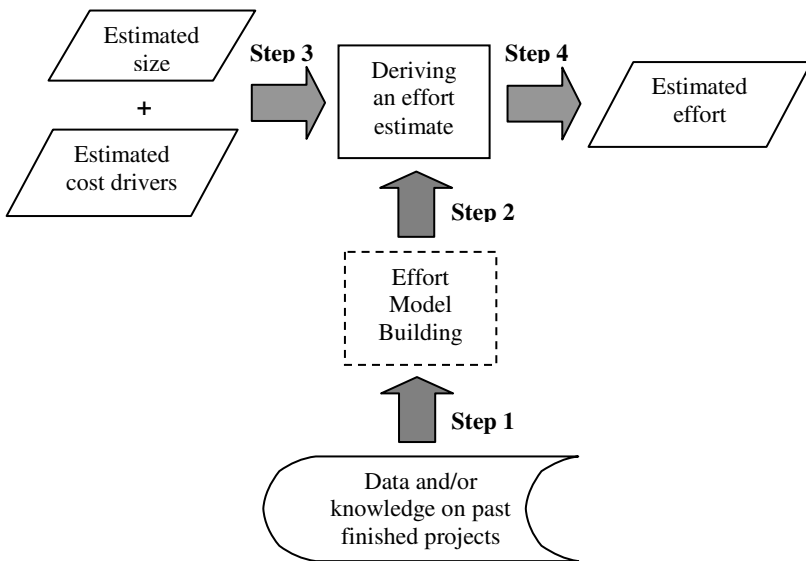 Estimated
size
+
Estimated
cost drivers
Step 3
Deriving
an effort
estimate
Step 4
Estimated
effort
Step 2
Effort
Model
Building
Step 1
Data and/or
knowledge on past
finished projects